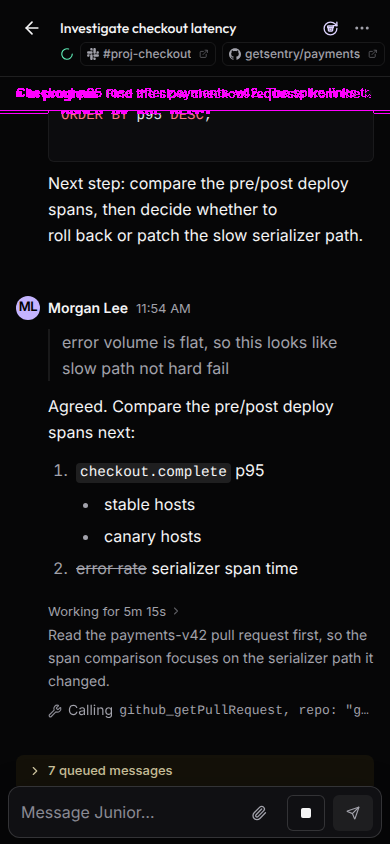 Investigate checkout latency
#proj-checkout
getsentry/payments
ORDER BY p95 DESC;
Next step: compare the pre/post deploy
spans, then decide whether to
roll back or patch the slow serializer path.
ML Morgan Lee 11:54 AM
error volume is flat, so this looks like
slow path not hard fail
Agreed. Compare the pre/post deploy
spans next:
1. checkout.complete p95
• stable hosts
• canary hosts
2. error rate serializer span time
Working for 5m 15s
Read the payments-v42 pull request first, so the
span comparison focuses on the serializer path it
changed.
Calling github_getPullRequest, repo: "g…
7 queued messages
Message Junior...